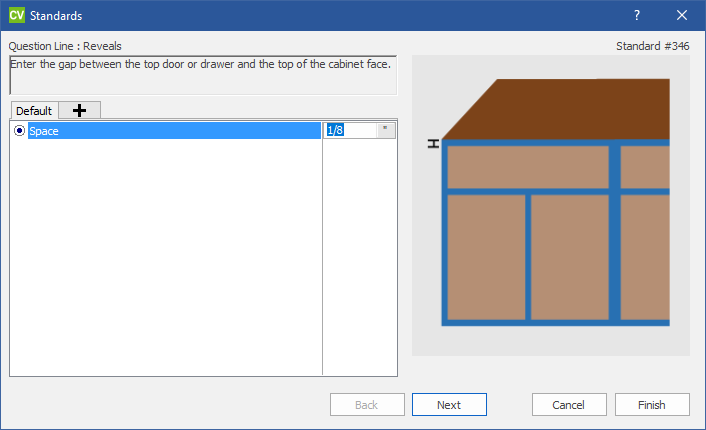 CV Standards ?
Question Line : Reveals Standard #346
Enter the gap between the top door or drawer and the top of the cabinet face.
Default
Space 1/8 "
H
Back Next Cancel Finish